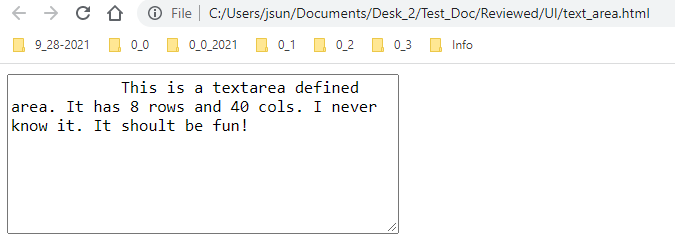 File | C:/Users/jsun/Documents/Desk_2/Test_Doc/Reviewed/UI/text_area.html
9_28-2021 0_0 0_0_2021 0_1 0_2 0_3 Info
This is a textarea defined
area. It has 8 rows and 40 cols. I never
know it. It shoult be fun!